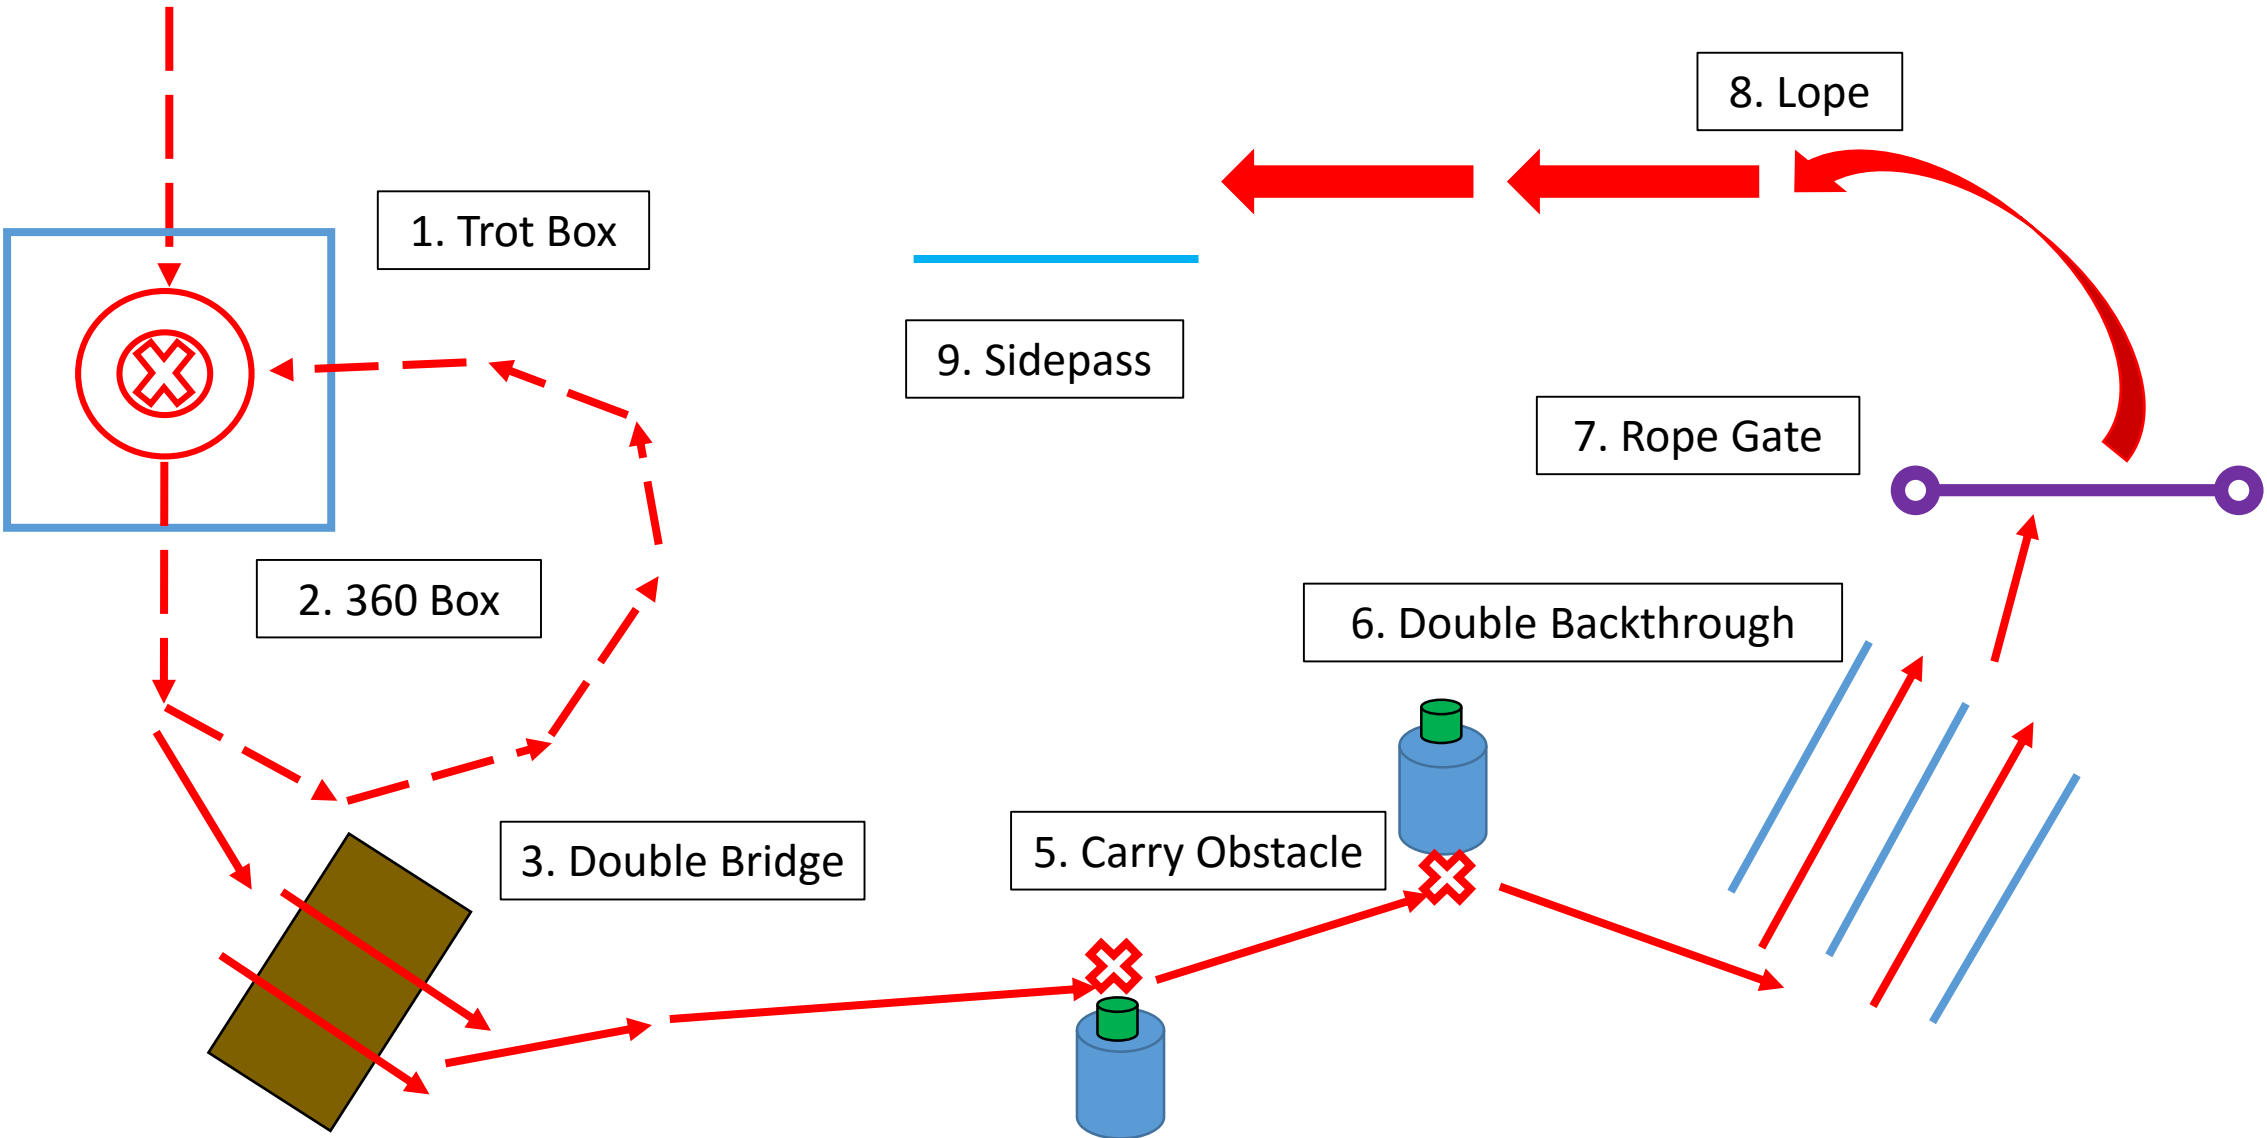 1. Trot Box
2. 360 Box
3. Double Bridge
5. Carry Obstacle
6. Double Backthrough
7. Rope Gate
8. Lope
9. Sidepass